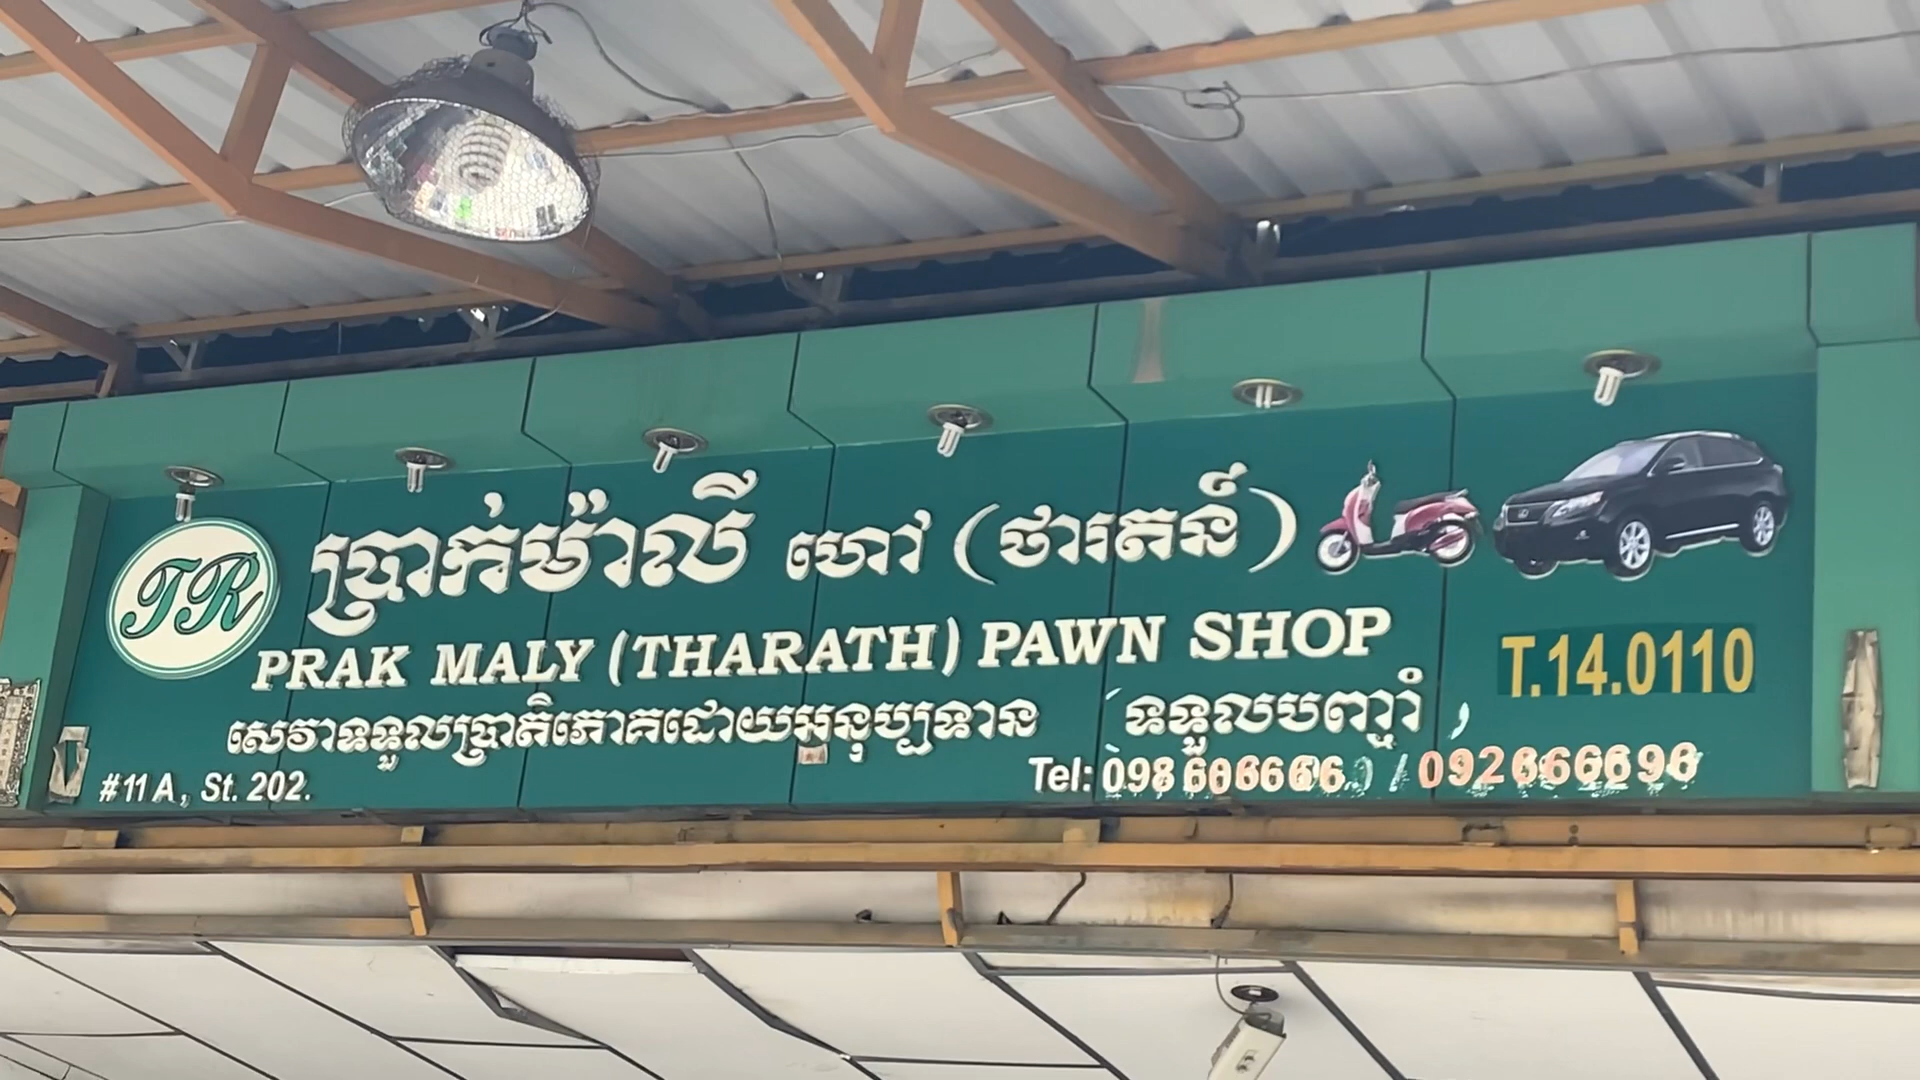 TR
ប្រាក់ម៉ាលី ហៅ (ថារតន៍)
PRAK MALY (THARATH) PAWN SHOP
T.14.0110
សេវាទទួលប្រាតិភោគដោយអនុប្បទាន ទទួលបញ្ចាំ
#11A, St. 202.
Tel: 098 606666 / 092666696